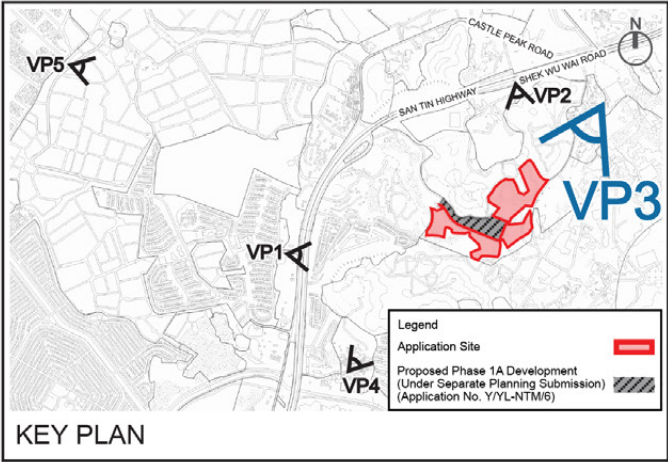 N
CASTLE PEAK ROAD
SHEK WU WAI ROAD
SAN TIN HIGHWAY
VP5
VP2
VP3
VP1
VP4
Legend
Application Site
Proposed Phase 1A Development
(Under Separate Planning Submission)
(Application No. Y/YL-NTM/6)
KEY PLAN